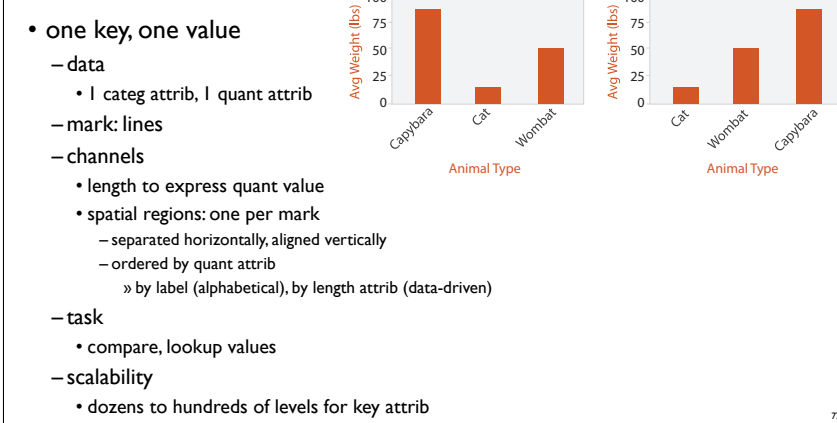 • one key, one value
– data
• 1 categ attrib, 1 quant attrib
– mark: lines
– channels
• length to express quant value
• spatial regions: one per mark
– separated horizontally, aligned vertically
– ordered by quant attrib
» by label (alphabetical), by length attrib (data-driven)
– task
• compare, lookup values
– scalability
• dozens to hundreds of levels for key attrib
100
75
50
25
0
Avg Weight (lbs)
Capybara
Cat
Wombat
Animal Type
100
75
50
25
0
Avg Weight (lbs)
Cat
Wombat
Capybara
Animal Type